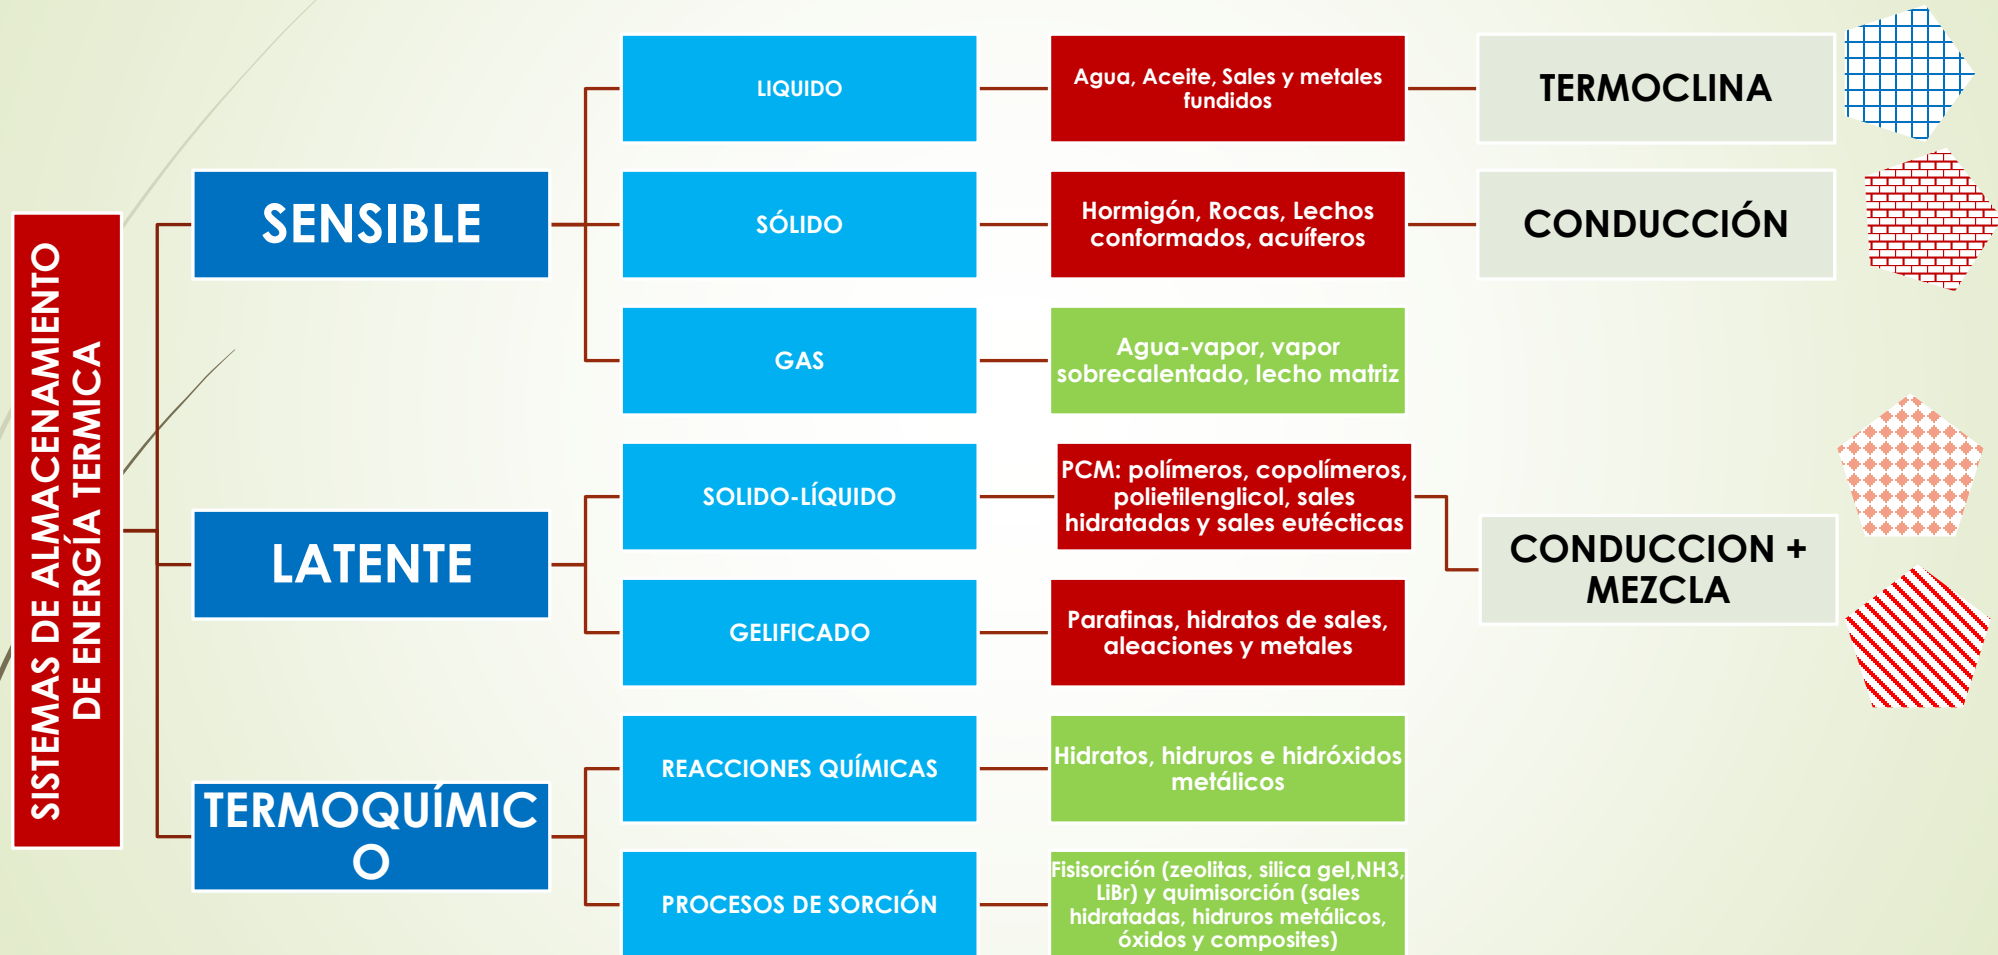 SISTEMAS DE ALMACENAMIENTO
DE ENERGÍA TERMICA
SENSIBLE
LIQUIDO
Agua, Aceite, Sales y metales
fundidos
TERMOCLINA
SÓLIDO
Hormigón, Rocas, Lechos
conformados, acuíferos
CONDUCCIÓN
GAS
Agua-vapor, vapor
sobrecalentado, lecho matriz
LATENTE
SOLIDO-LÍQUIDO
PCM: polímeros, copolímeros,
polietilenglicol, sales
hidratadas y sales eutécticas
CONDUCCION +
MEZCLA
GELIFICADO
Parafinas, hidratos de sales,
aleaciones y metales
TERMOQUÍMIC
O
REACCIONES QUÍMICAS
Hidratos, hidruros e hidróxidos
metálicos
PROCESOS DE SORCIÓN
Fisisorción (zeolitas, silica gel,NH3,
LiBr) y quimisorción (sales
hidratadas, hidruros metálicos,
óxidos y composites)